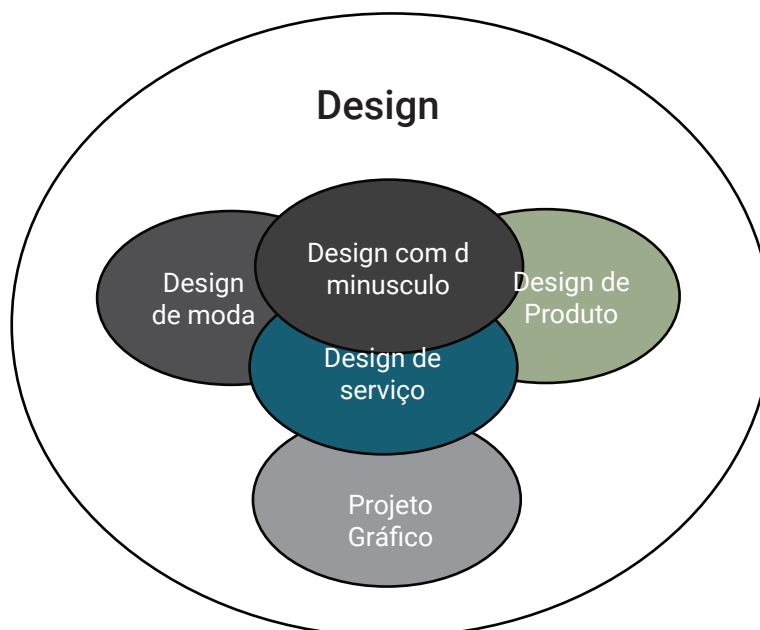 Design
Design com d
minusculo
Design
de moda
Design de
Produto
Design de
serviço
Projeto
Gráfico